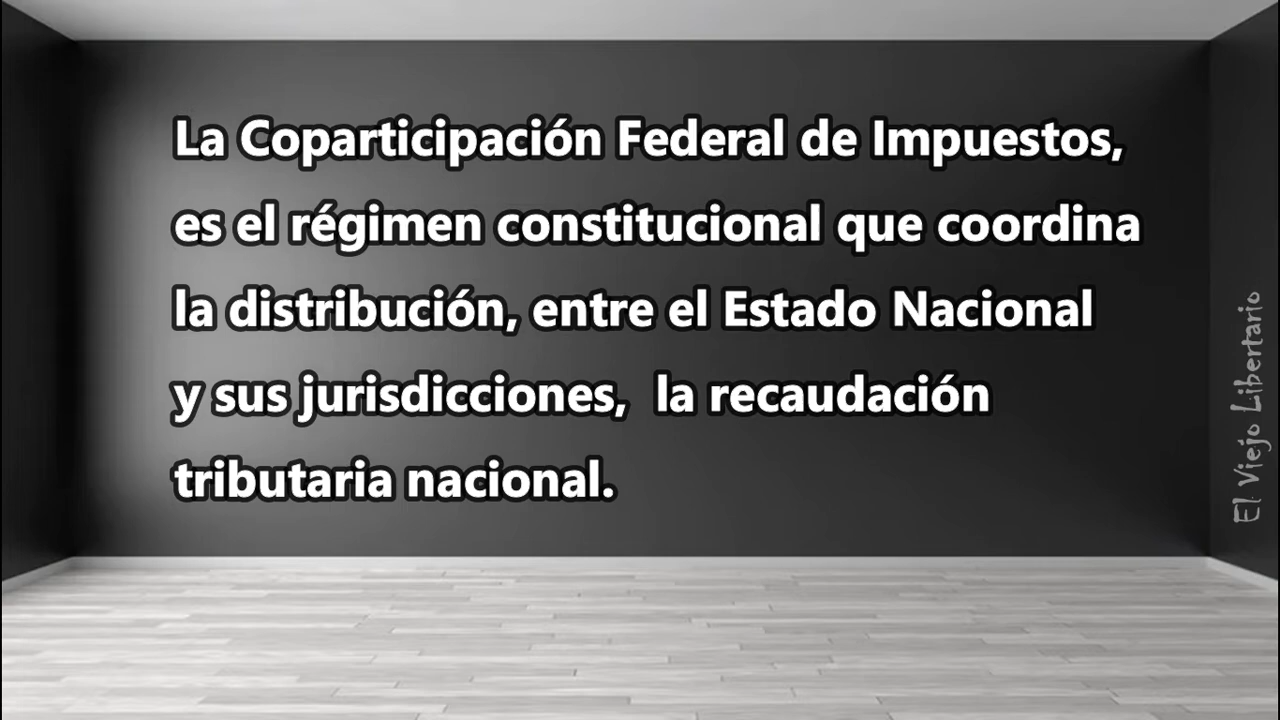 La Coparticipación Federal de Impuestos,
es el régimen constitucional que coordina
la distribución, entre el Estado Nacional
y sus jurisdicciones,  la recaudación
tributaria nacional.
El Viejo Libertario